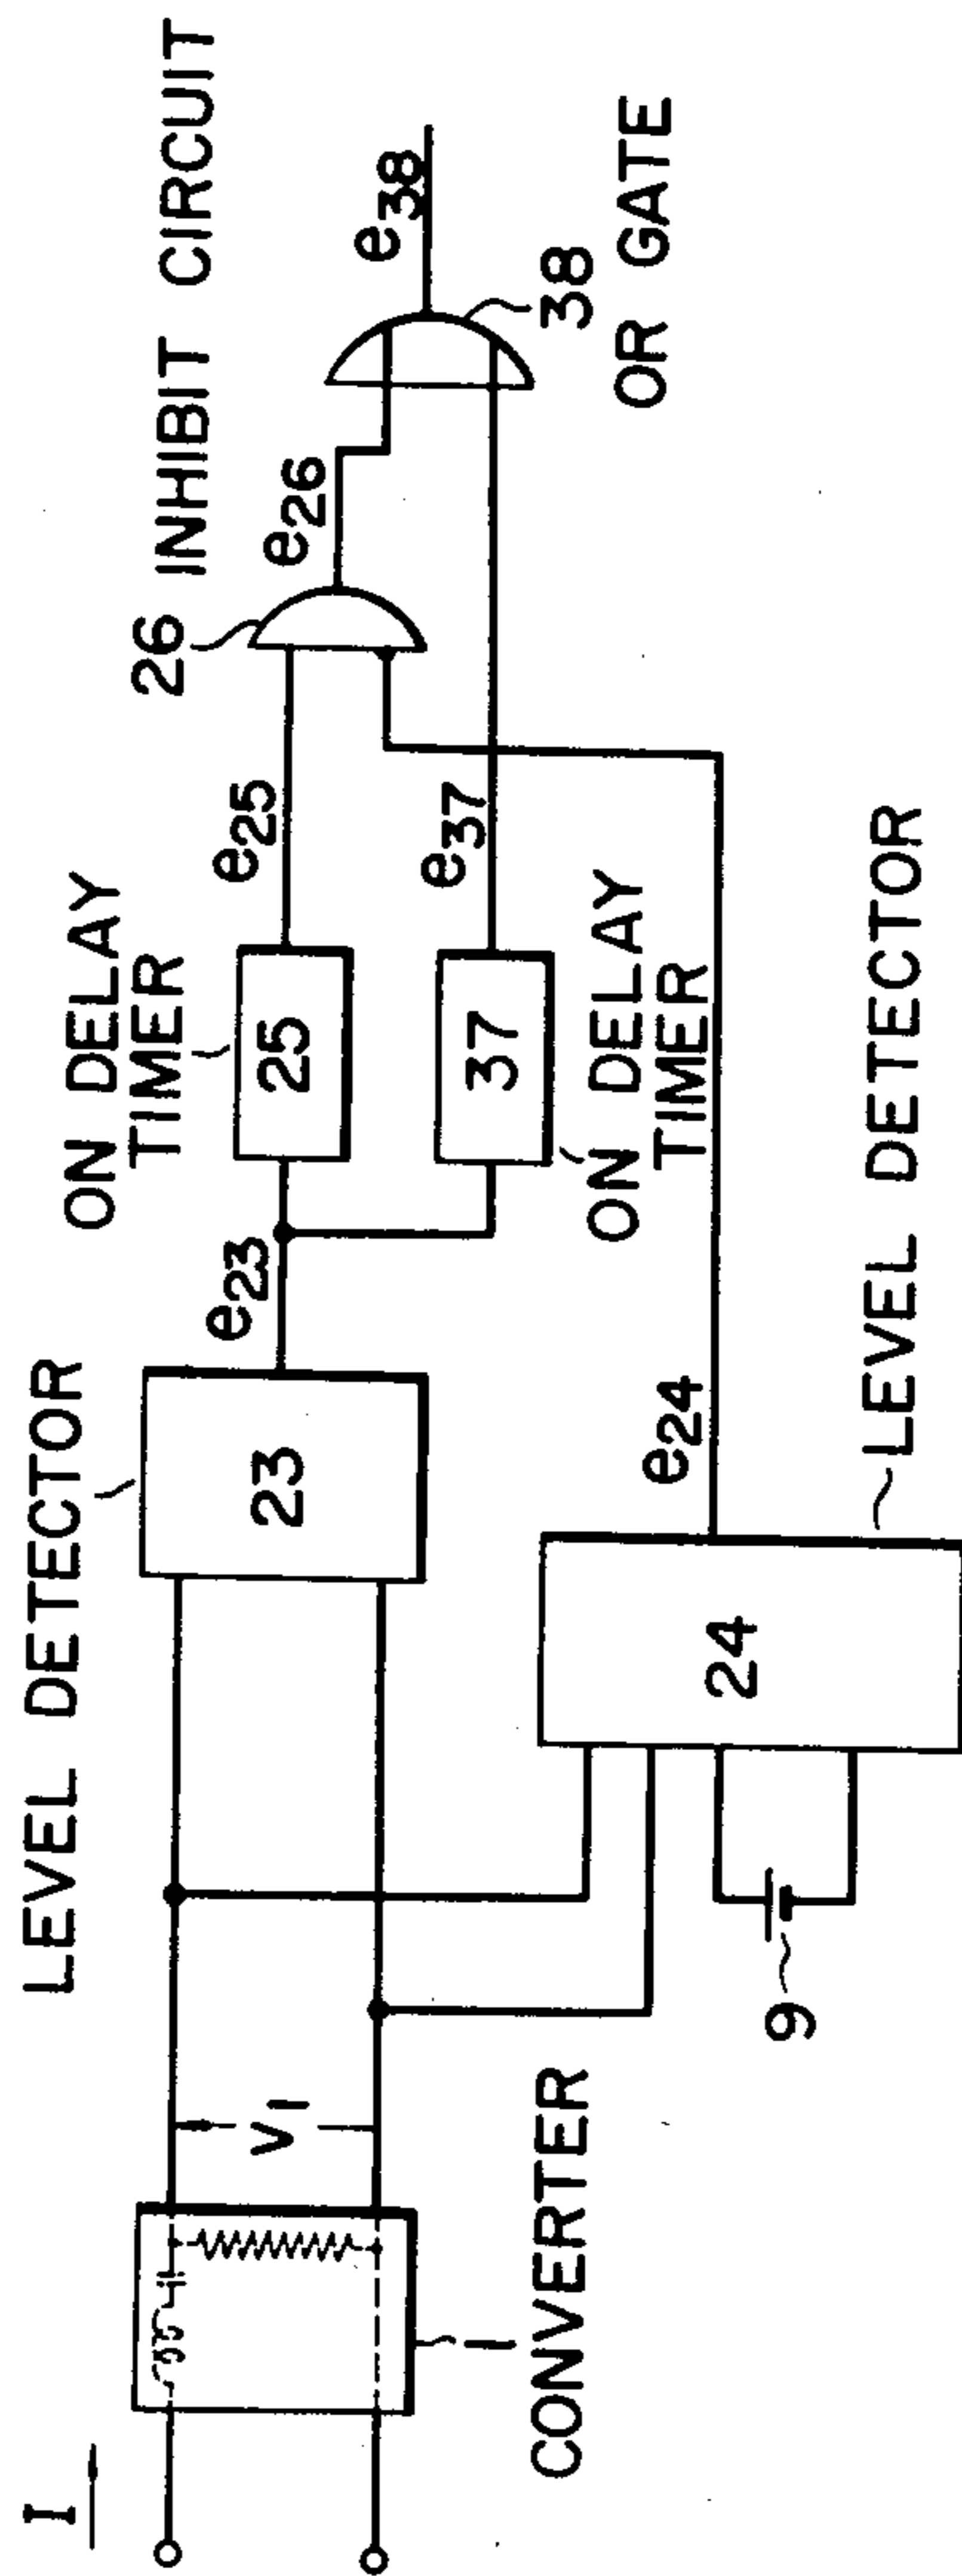 I
CONVERTER
1
V1
LEVEL DETECTOR
23
e23
ON DELAY
TIMER
25
e25
26 INHIBIT CIRCUIT
e26
e38
38
OR GATE
37
e37
ON DELAY
TIMER
9
24
e24
LEVEL DETECTOR